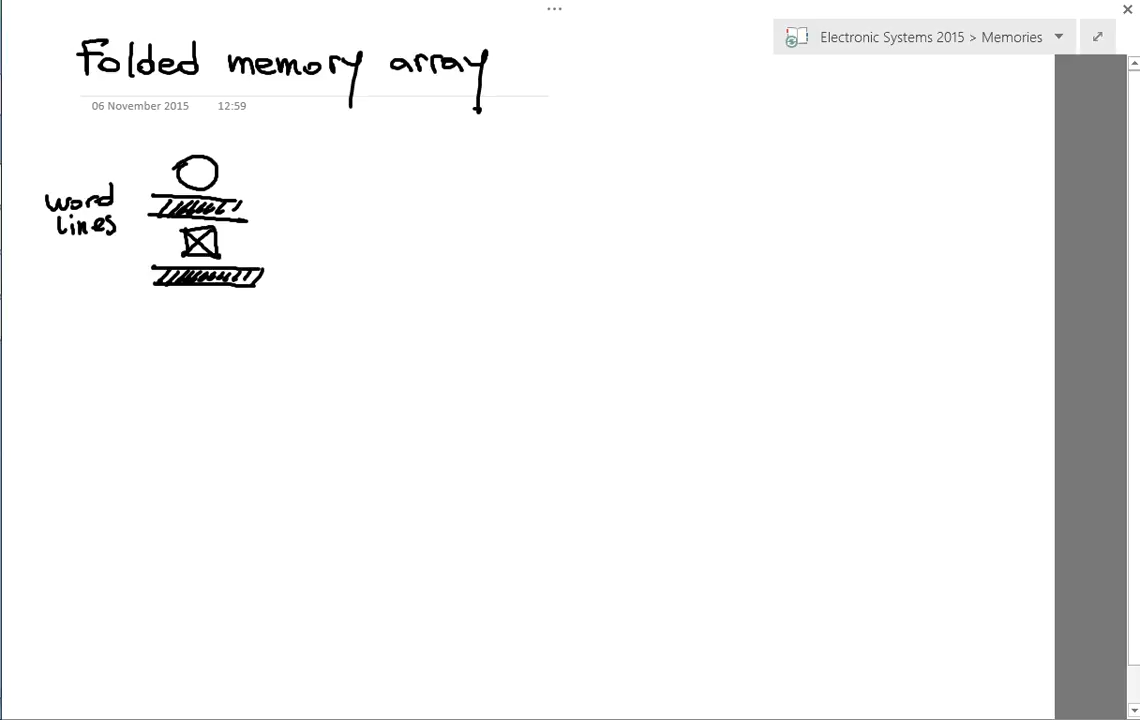 Electronic Systems 2015 > Memories
Folded memory array
06 November 2015 12:59
word
lines